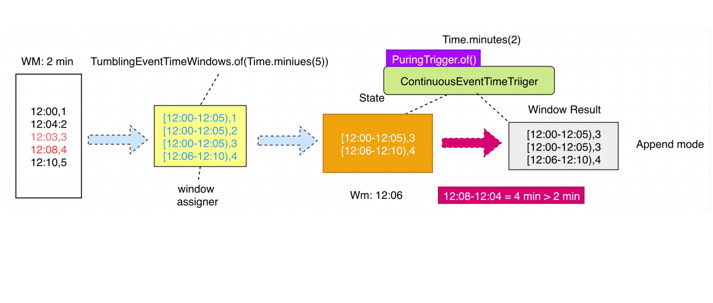 Time.minutes(2)
WM: 2 min
TumblingEventTimeWindows.of(Time.miniues(5))
PuringTrigger.of()
ContinuousEventTimeTriiger
State
Window Result
12:00,1
12:04:2
12:03,3
12:08,4
12:10,5
[12:00-12:05),1
[12:00-12:05),2
[12:00-12:05),3
[12:06-12:10),4
[12:00-12:05),3
[12:06-12:10),4
[12:00-12:05),3
[12:00-12:05),3
[12:06-12:10),4
Append mode
window
assigner
Wm: 12:06
12:08-12:04 = 4 min > 2 min